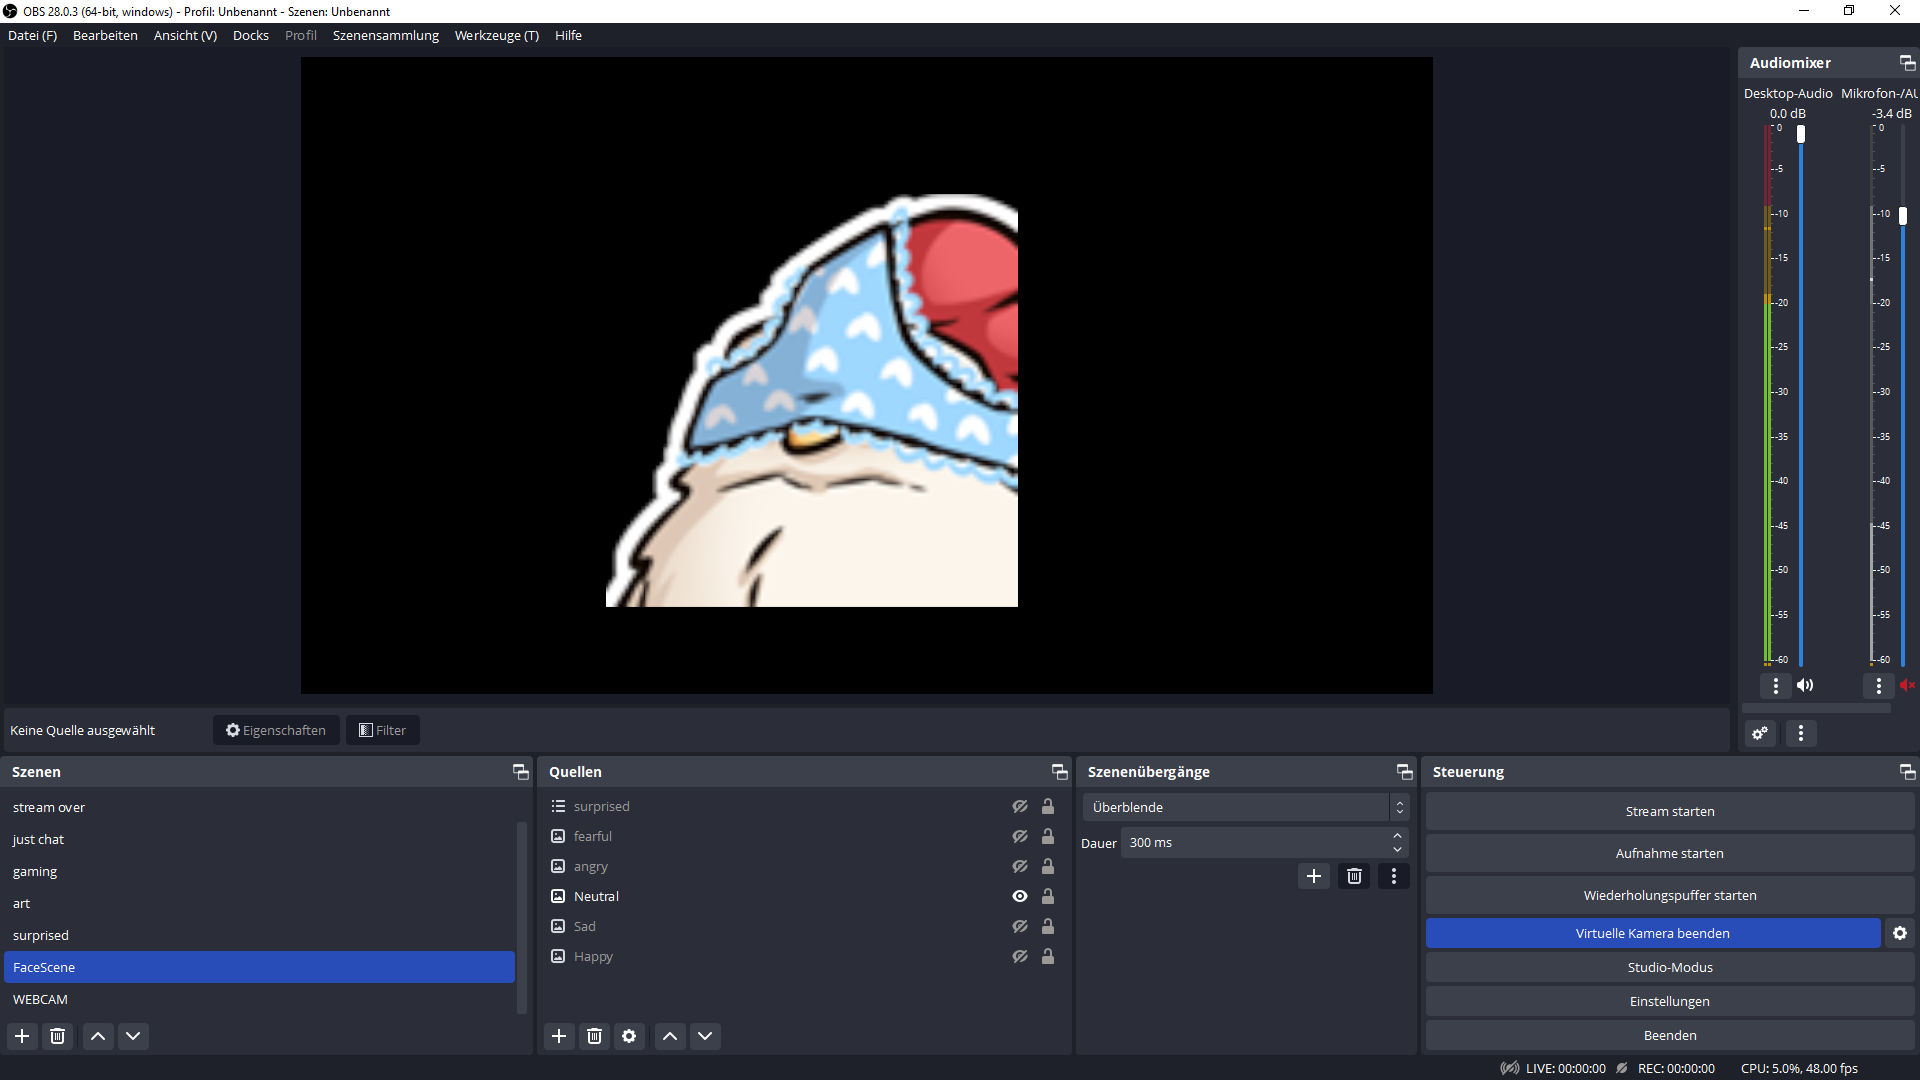 OBS 28.0.3 (64-bit, windows) - Profil: Unbenannt - Szenen: Unbenannt
Datei (F) Bearbeiten Ansicht (V) Docks Profil Szenensammlung Werkzeuge (T) Hilfe
Audiomixer
Desktop-Audio Mikrofon-/AU
0.0 dB -3.4 dB
0 0
-5 -5
-10 -10
-15 -15
-20 -20
-25 -25
-30 -30
-35 -35
-40 -40
-45 -45
-50 -50
-55 -55
-60 -60
Keine Quelle ausgewählt Eigenschaften Filter
Szenen
stream over
just chat
gaming
art
surprised
FaceScene
WEBCAM
Quellen
surprised
fearful
angry
Neutral
Sad
Happy
Szenenübergänge
Überblende
Dauer 300 ms
Steuerung
Stream starten
Aufnahme starten
Wiederholungspuffer starten
Virtuelle Kamera beenden
Studio-Modus
Einstellungen
Beenden
LIVE: 00:00:00 REC: 00:00:00 CPU: 5.0%, 48.00 fps